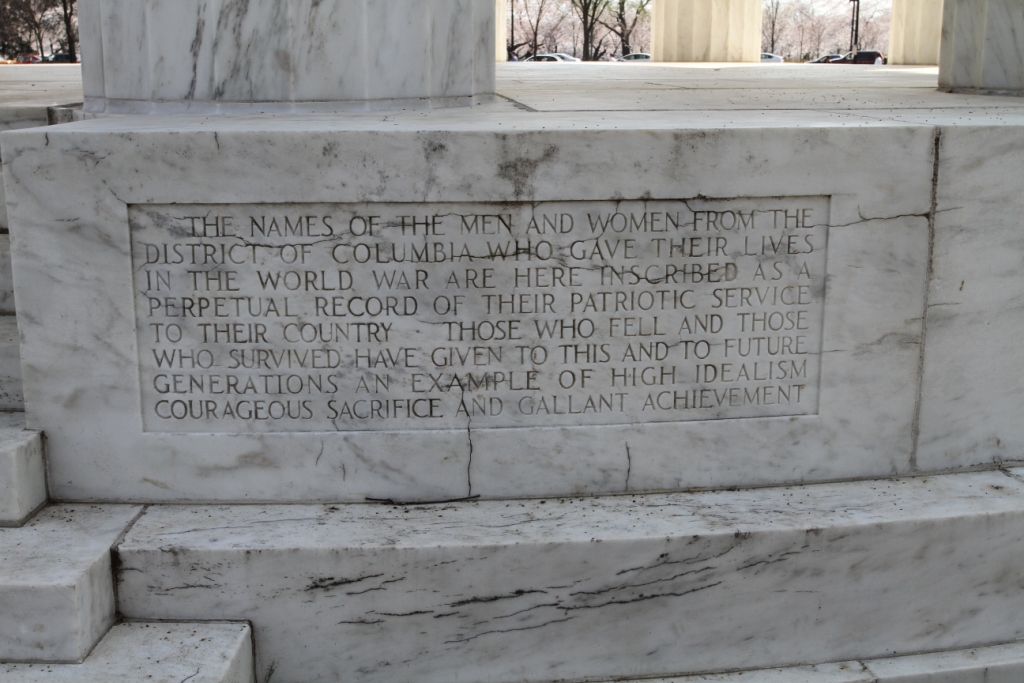 THE NAMES OF THE MEN AND WOMEN FROM THE
DISTRICT OF COLUMBIA WHO GAVE THEIR LIVES
IN THE WORLD WAR ARE HERE INSCRIBED AS A
PERPETUAL RECORD OF THEIR PATRIOTIC SERVICE
TO THEIR COUNTRY THOSE WHO FELL AND THOSE
WHO SURVIVED HAVE GIVEN TO THIS AND TO FUTURE
GENERATIONS AN EXAMPLE OF HIGH IDEALISM
COURAGEOUS SACRIFICE AND GALLANT ACHIEVEMENT